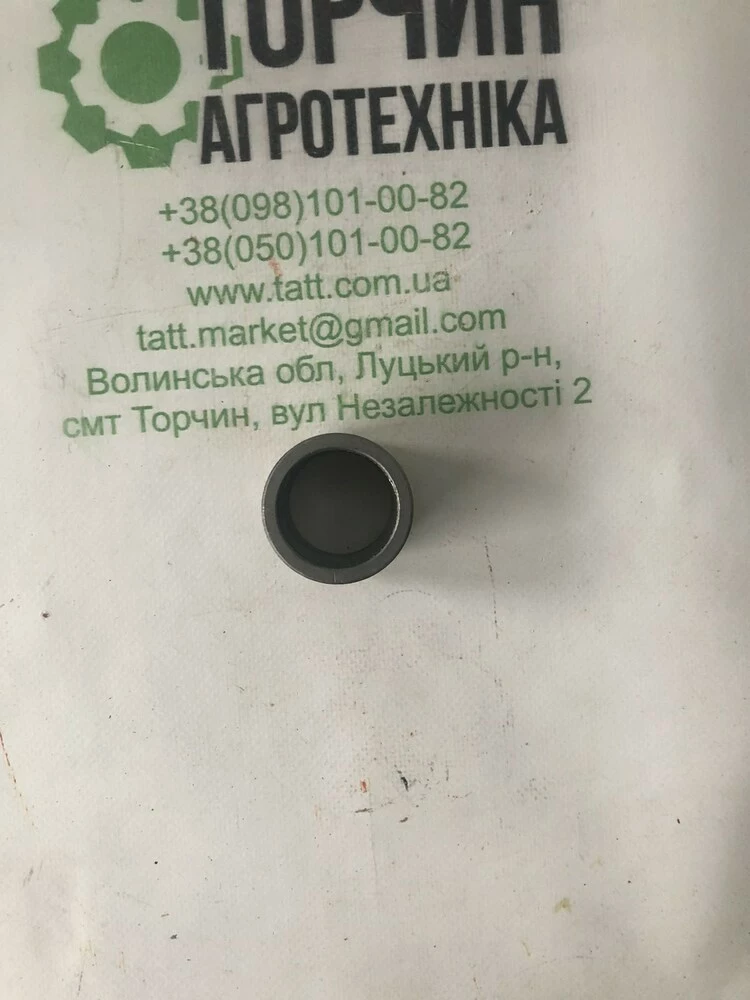 ТОРЧИН
АГРОТЕХНІКА
+38(098)101-00-82
+38(050)101-00-82
www.tatt.com.ua
tatt.market@gmail.com
Волинська обл, Луцький р-н,
смт Торчин, вул Незалежності 2